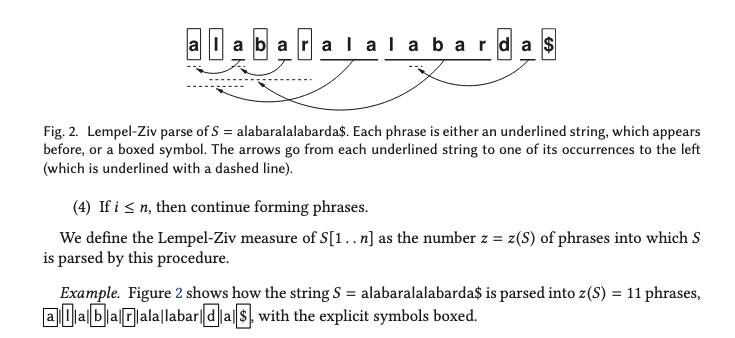 a l a b a r a l a l a b a r d a $
Fig. 2. Lempel-Ziv parse of S = alabaralalabarda$. Each phrase is either an underlined string, which appears
before, or a boxed symbol. The arrows go from each underlined string to one of its occurrences to the left
(which is underlined with a dashed line).
(4) If i ≤ n, then continue forming phrases.
We define the Lempel-Ziv measure of S[1 . . n] as the number z = z(S) of phrases into which S
is parsed by this procedure.
Example. Figure 2 shows how the string S = alabaralalabarda$ is parsed into z(S) = 11 phrases,
a|l|a|b|a|r|ala|labar|d|a|$, with the explicit symbols boxed.